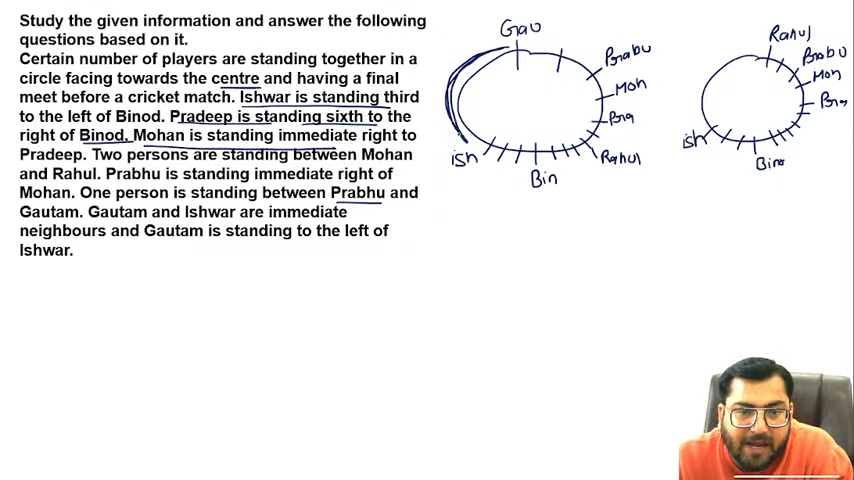 Study the given information and answer the following
questions based on it.
Certain number of players are standing together in a
circle facing towards the centre and having a final
meet before a cricket match. Ishwar is standing third
to the left of Binod. Pradeep is standing sixth to the
right of Binod. Mohan is standing immediate right to
Pradeep. Two persons are standing between Mohan
and Rahul. Prabhu is standing immediate right of
Mohan. One person is standing between Prabhu and
Gautam. Gautam and Ishwar are immediate
neighbours and Gautam is standing to the left of
Ishwar.
Gau
Prabu
Moh
Pra
Rahul
Bin
ish
Rahul
Prabu
Moh
Pra
Bin
ish